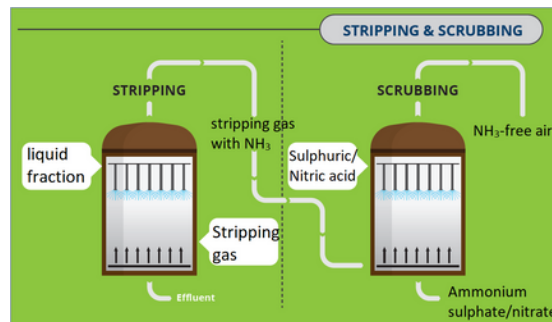 STRIPPING & SCRUBBING
STRIPPING
stripping gas
with NH₃
liquid
fraction
Stripping
gas
Effluent
SCRUBBING
NH₃-free air
Sulphuric/
Nitric acid
Ammonium
sulphate/nitrate